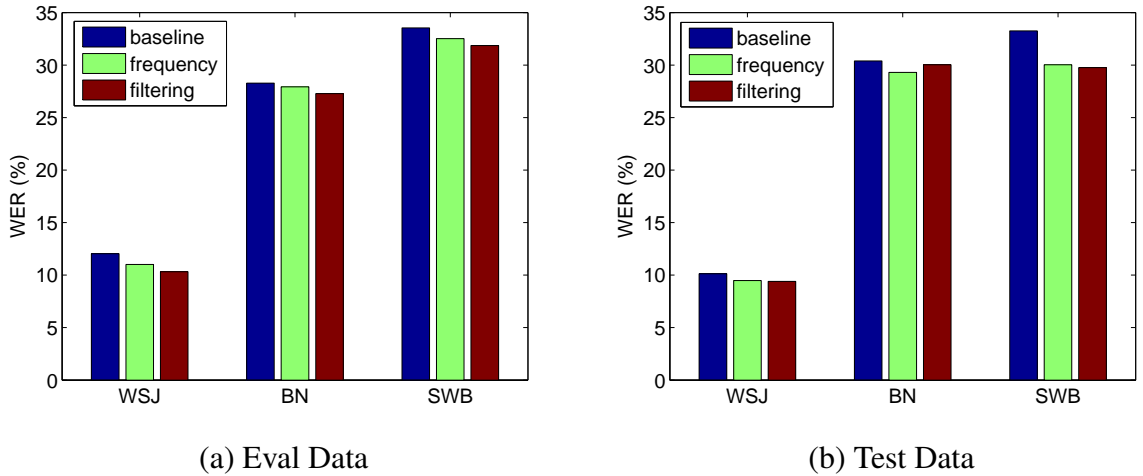 35
30
25
20
15
10
5
0
WER (%)
baseline
frequency
filtering
WSJ BN SWB
(a) Eval Data
35
30
25
20
15
10
5
0
WER (%)
baseline
frequency
filtering
WSJ BN SWB
(b) Test Data